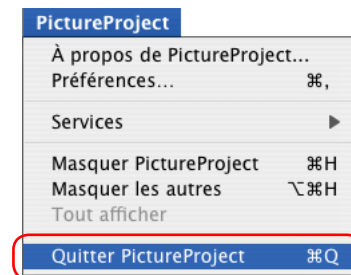 PictureProject
À propos de PictureProject...
Préférences... ⌘,
Services
Masquer PictureProject ⌘H
Masquer les autres ⌥⌘H
Tout afficher
Quitter PictureProject ⌘Q